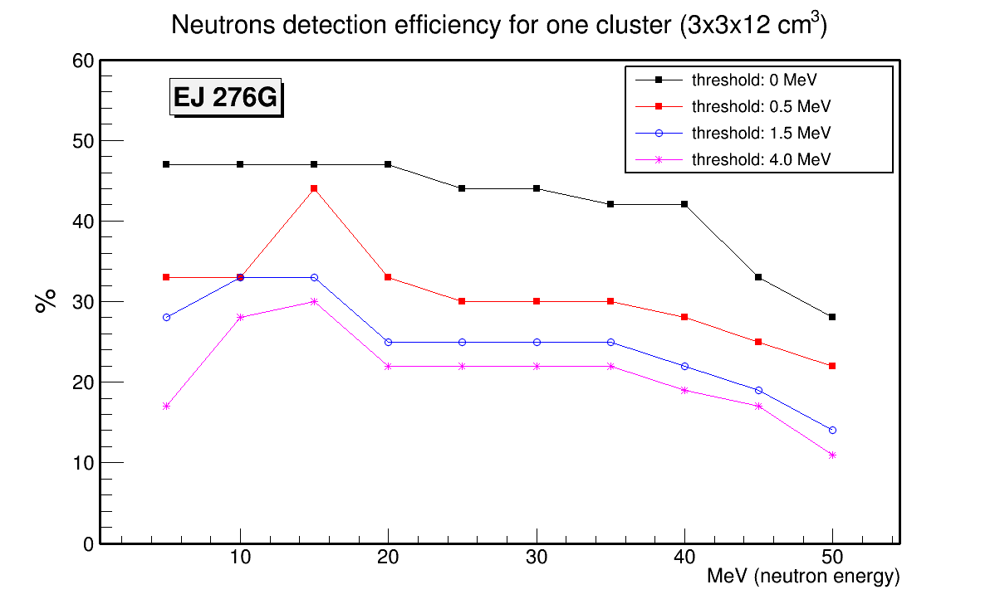 Neutrons detection efficiency for one cluster (3x3x12 cm³)
EJ 276G
threshold: 0 MeV
threshold: 0.5 MeV
threshold: 1.5 MeV
threshold: 4.0 MeV
60
50
40
30
20
10
0
%
10 20 30 40 50
MeV (neutron energy)